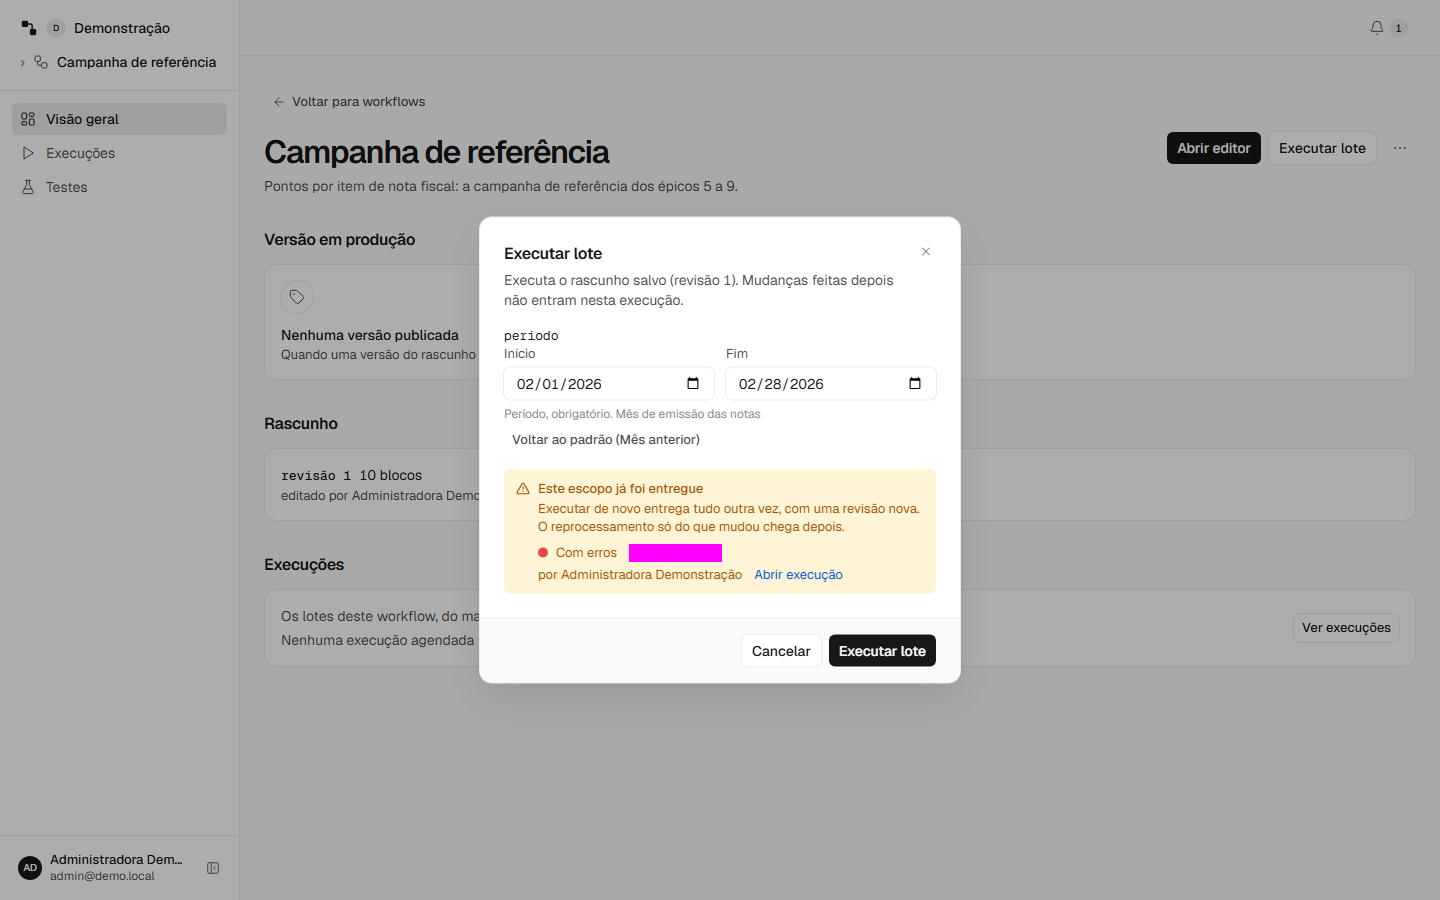 D Demonstração
Campanha de referência
1
Visão geral
Execuções
Testes
Voltar para workflows
Campanha de referência
Abrir editor
Executar lote
Pontos por item de nota fiscal: a campanha de referência dos épicos 5 a 9.
Versão em produção
Nenhuma versão publicada
Quando uma versão do rascunho
Rascunho
revisão 1 10 blocos
editado por Administradora Demo
Execuções
Os lotes deste workflow, do ma
Nenhuma execução agendada
Ver execuções
Executar lote
Executa o rascunho salvo (revisão 1). Mudanças feitas depois
não entram nesta execução.
periodo
Início Fim
02/01/2026 02/28/2026
Período, obrigatório. Mês de emissão das notas
Voltar ao padrão (Mês anterior)
Este escopo já foi entregue
Executar de novo entrega tudo outra vez, com uma revisão nova.
O reprocessamento só do que mudou chega depois.
Com erros
por Administradora Demonstração Abrir execução
Cancelar
Executar lote
AD
Administradora Dem...
admin@demo.local